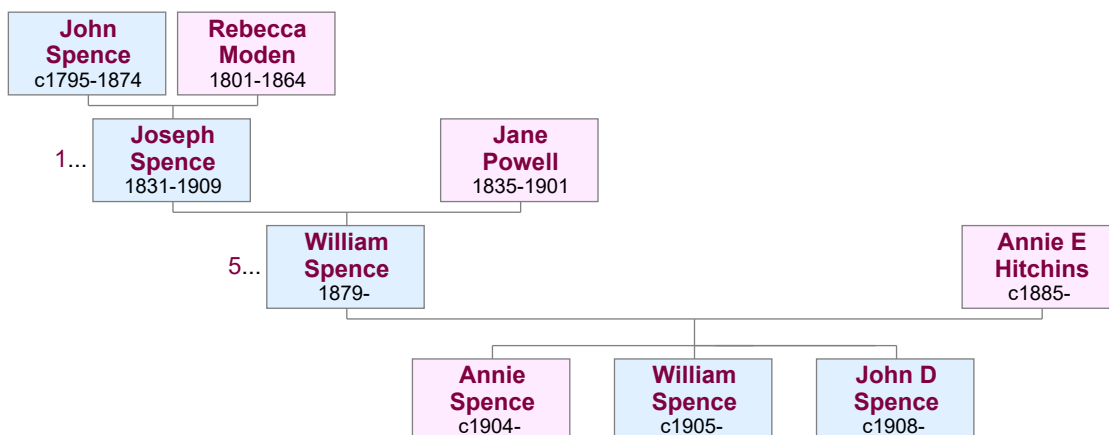 John
Spence
c1795-1874
Rebecca
Moden
1801-1864
1...
Joseph
Spence
1831-1909
Jane
Powell
1835-1901
5...
William
Spence
1879-
Annie E
Hitchins
c1885-
Annie
Spence
c1904-
William
Spence
c1905-
John D
Spence
c1908-